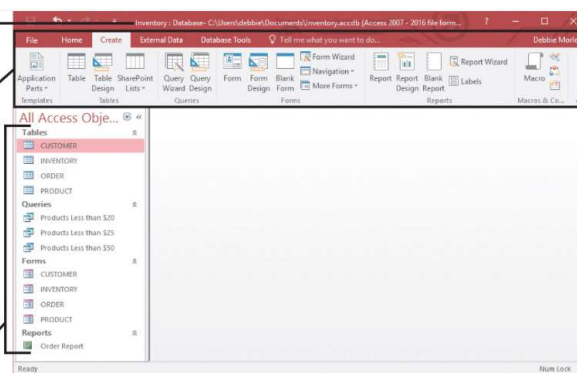 Inventory : Database- C:\Users\debbie\Documents\Inventory.accdb (Access 2007 - 2016 file form... ?
File Home Create External Data Database Tools Tell me what you want to do... Debbie Morle
Application Parts Table Table Design SharePoint Lists Query Wizard Query Design Form Form Design Blank Form Form Wizard Navigation More Forms Report Report Design Blank Report Report Wizard Labels Macro
Templates Tables Queries Forms Reports Macros & Co...
All Access Obje...
Tables
CUSTOMER
INVENTORY
ORDER
PRODUCT
Queries
Products Less than $20
Products Less than $25
Products Less than $50
Forms
CUSTOMER
INVENTORY
ORDER
PRODUCT
Reports
Order Report
Ready Num Lock